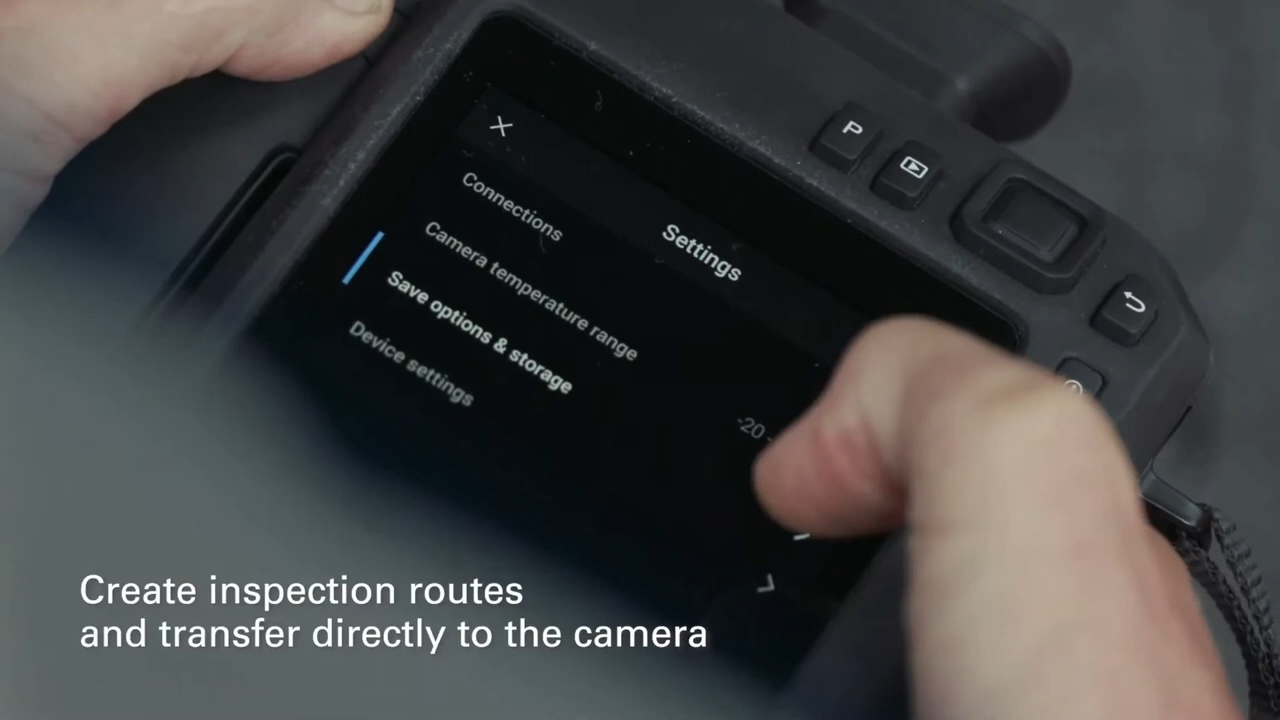 P
Settings
Connections
Camera temperature range
Save options & storage
Device settings
-20 -
Create inspection routes
and transfer directly to the camera